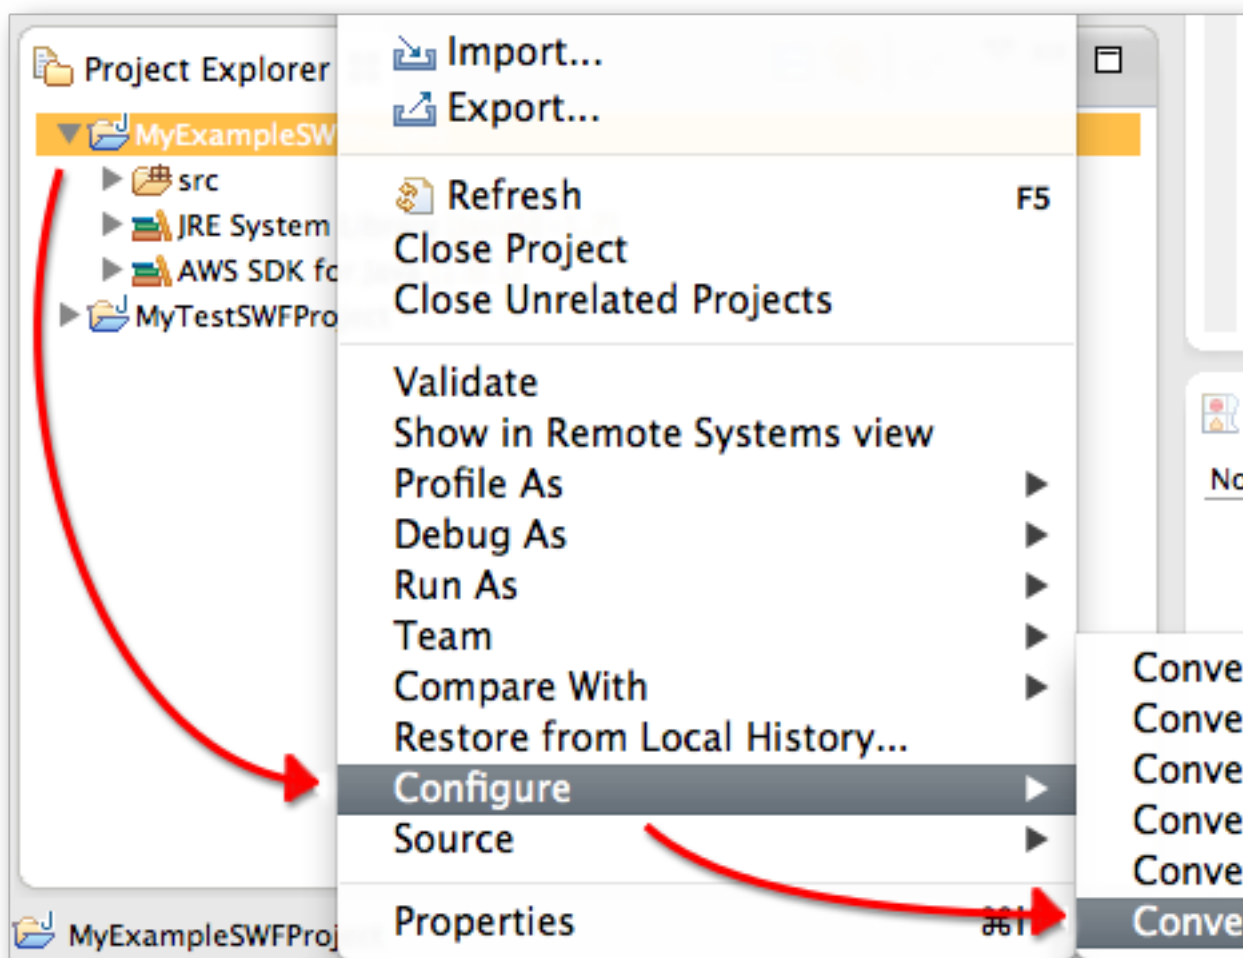 Project Explorer
MyExampleSW
src
JRE System
AWS SDK fo
MyTestSWFProject
Import...
Export...
Refresh F5
Close Project
Close Unrelated Projects
Validate
Show in Remote Systems view
Profile As
Debug As
Run As
Team
Compare With
Restore from Local History...
Configure
Source
Properties ⌘I
Conve
Conve
Conve
Conve
Conve
Conve
No
MyExampleSWFProj